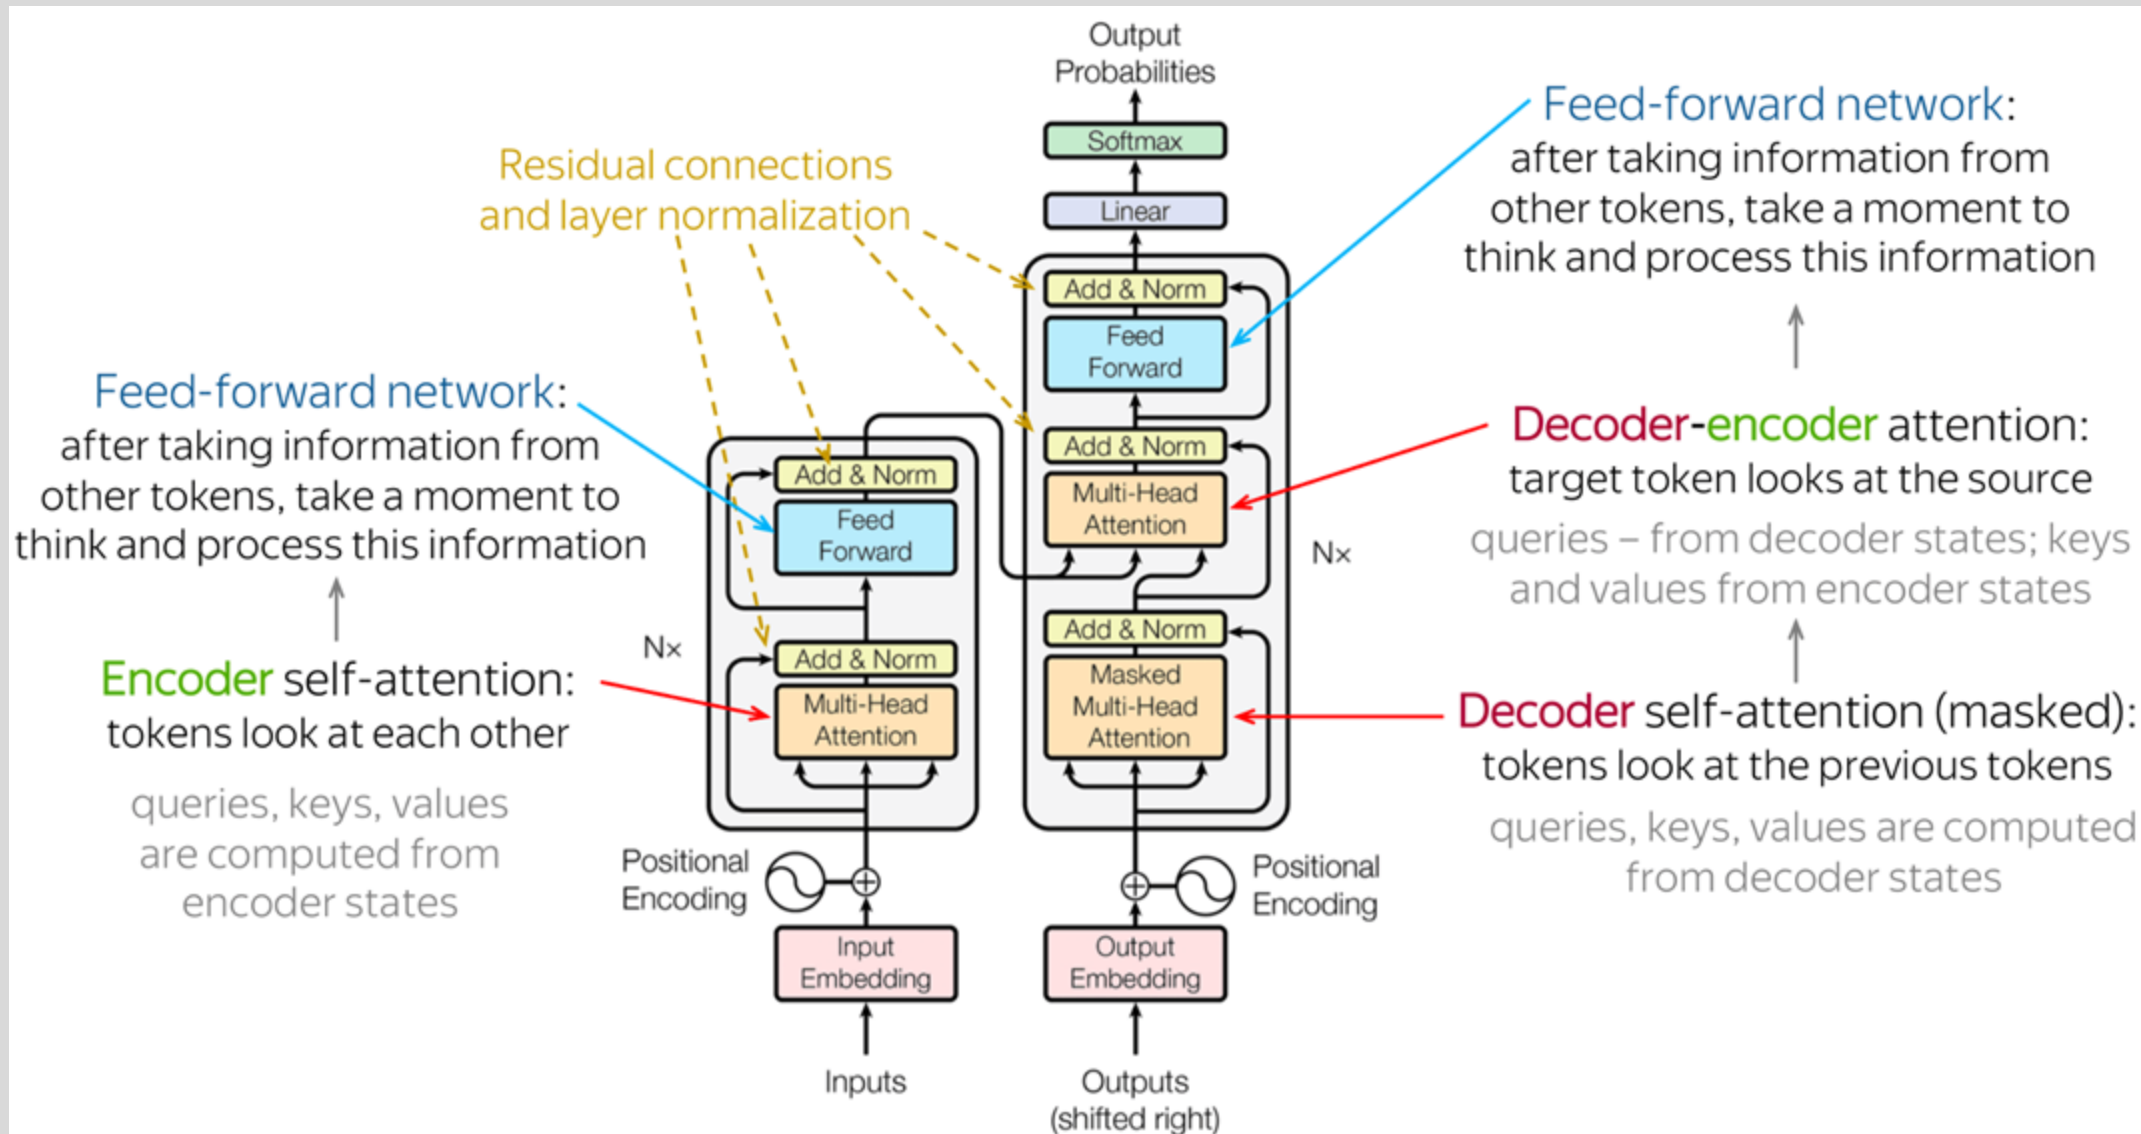 Output
Probabilities
Softmax
Linear
Add & Norm
Feed
Forward
Add & Norm
Multi-Head
Attention
Add & Norm
Masked
Multi-Head
Attention
Nx
Positional
Encoding
Output
Embedding
Outputs
(shifted right)
Residual connections
and layer normalization
Add & Norm
Feed
Forward
Add & Norm
Multi-Head
Attention
Nx
Positional
Encoding
Input
Embedding
Inputs
Feed-forward network:
after taking information from
other tokens, take a moment to
think and process this information
Encoder self-attention:
tokens look at each other
queries, keys, values
are computed from
encoder states
Feed-forward network:
after taking information from
other tokens, take a moment to
think and process this information
Decoder-encoder attention:
target token looks at the source
queries – from decoder states; keys
and values from encoder states
Decoder self-attention (masked):
tokens look at the previous tokens
queries, keys, values are computed
from decoder states